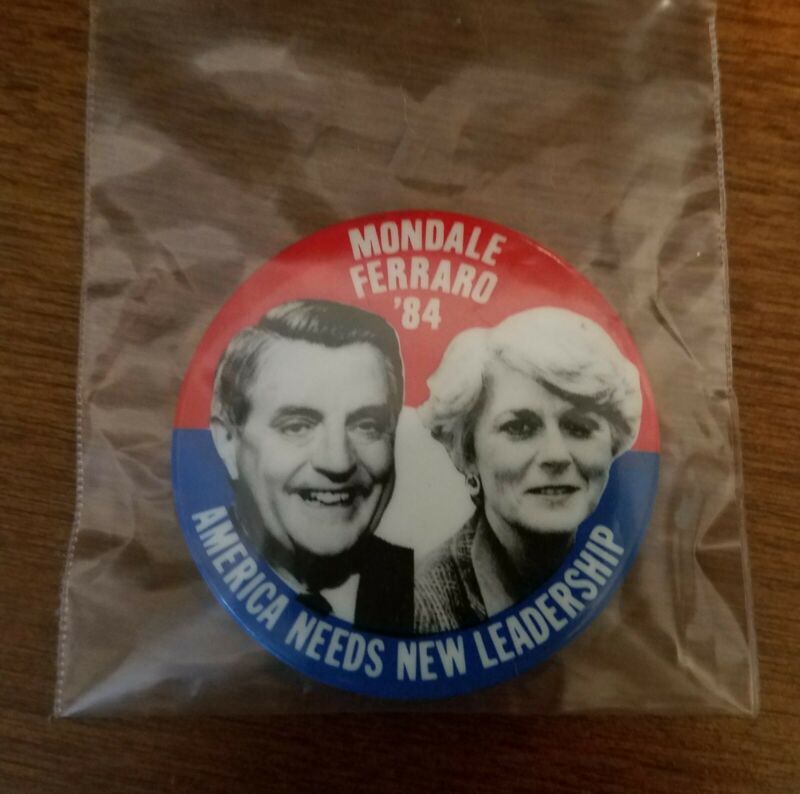 MONDALE
FERRARO
'84
AMERICA NEEDS NEW LEADERSHIP